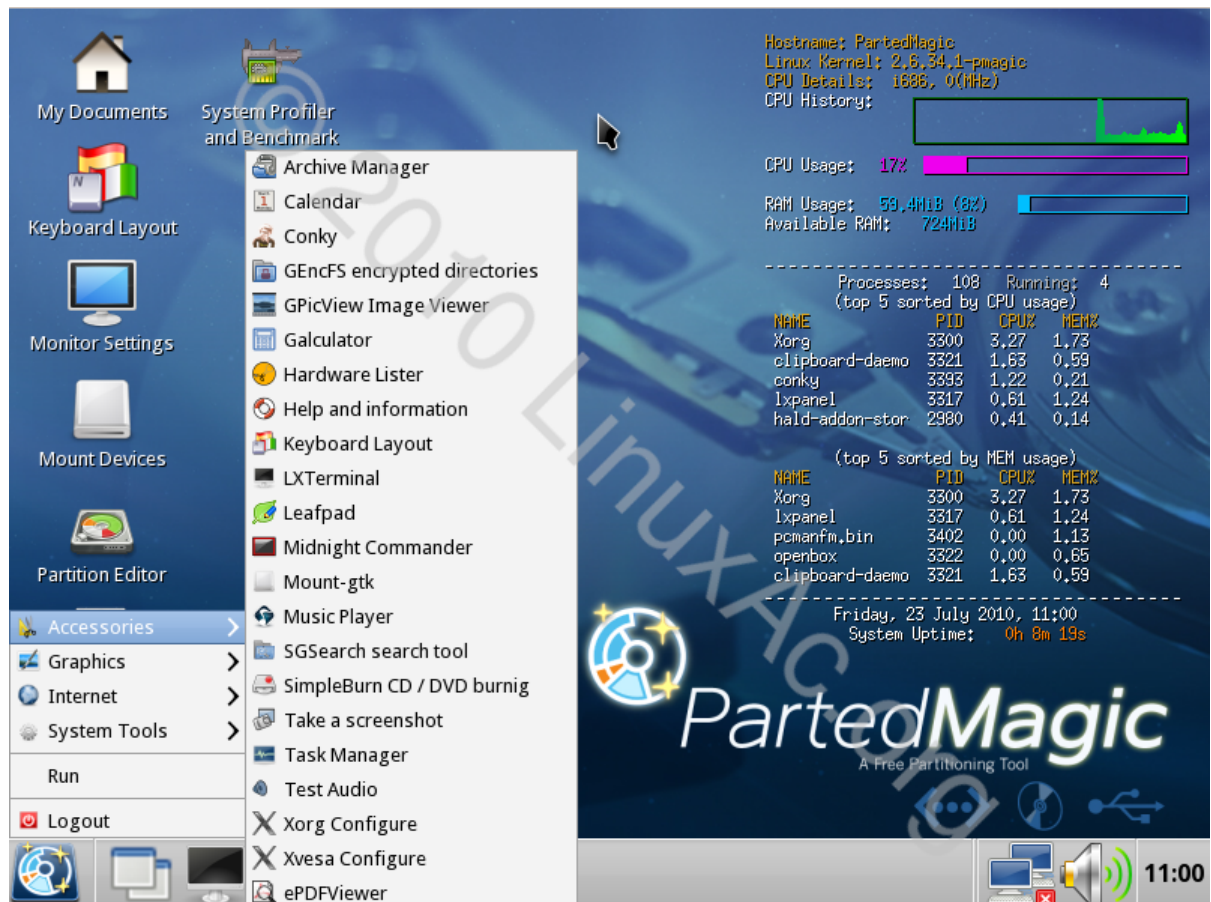 My Documents
System Profiler
and Benchmark
Keyboard Layout
Monitor Settings
Mount Devices
Partition Editor
Accessories
Graphics
Internet
System Tools
Run
Logout
Archive Manager
Calendar
Conky
GEncFS encrypted directories
GPicView Image Viewer
Galculator
Hardware Lister
Help and information
Keyboard Layout
LXTerminal
Leafpad
Midnight Commander
Mount-gtk
Music Player
SGSearch search tool
SimpleBurn CD / DVD burnig
Take a screenshot
Task Manager
Test Audio
Xorg Configure
Xvesa Configure
ePDFViewer
Hostname: PartedMagic
Linux Kernel: 2.6.34.1-pmagic
CPU Details: i686, 0(MHz)
CPU History:
CPU Usage: 17%
RAM Usage: 59.4MiB (8%)
Available RAM: 724MiB
Processes: 108 Running: 4
(top 5 sorted by CPU usage)
NAME PID CPU% MEM%
Xorg 3300 3.27 1.73
clipboard-daemo 3321 1.63 0.59
conky 3393 1.22 0.21
lxpanel 3317 0.61 1.24
hald-addon-stor 2980 0.41 0.14
(top 5 sorted by MEM usage)
NAME PID CPU% MEM%
Xorg 3300 3.27 1.73
lxpanel 3317 0.61 1.24
pcmanfm.bin 3402 0.00 1.13
openbox 3322 0.00 0.65
clipboard-daemo 3321 1.63 0.59
Friday, 23 July 2010, 11:00
System Uptime: 0h 8m 19s
PartedMagic
A Free Partitioning Tool
11:00
© 2010 LinuxAc.org